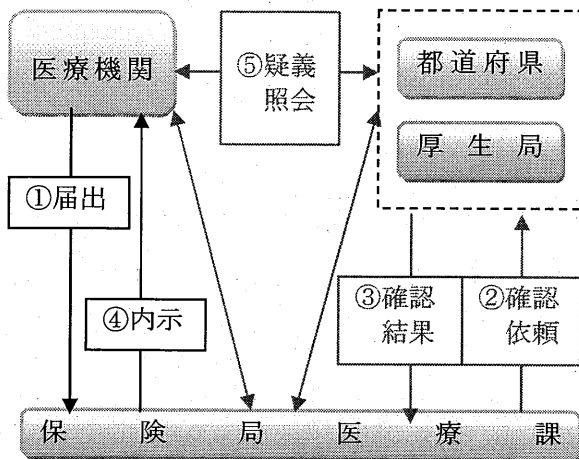 医療機関
⑤疑義
照会
都道府県
厚生局
①届出
④内示
③確認
結果
②確認
依頼
保険局医療課